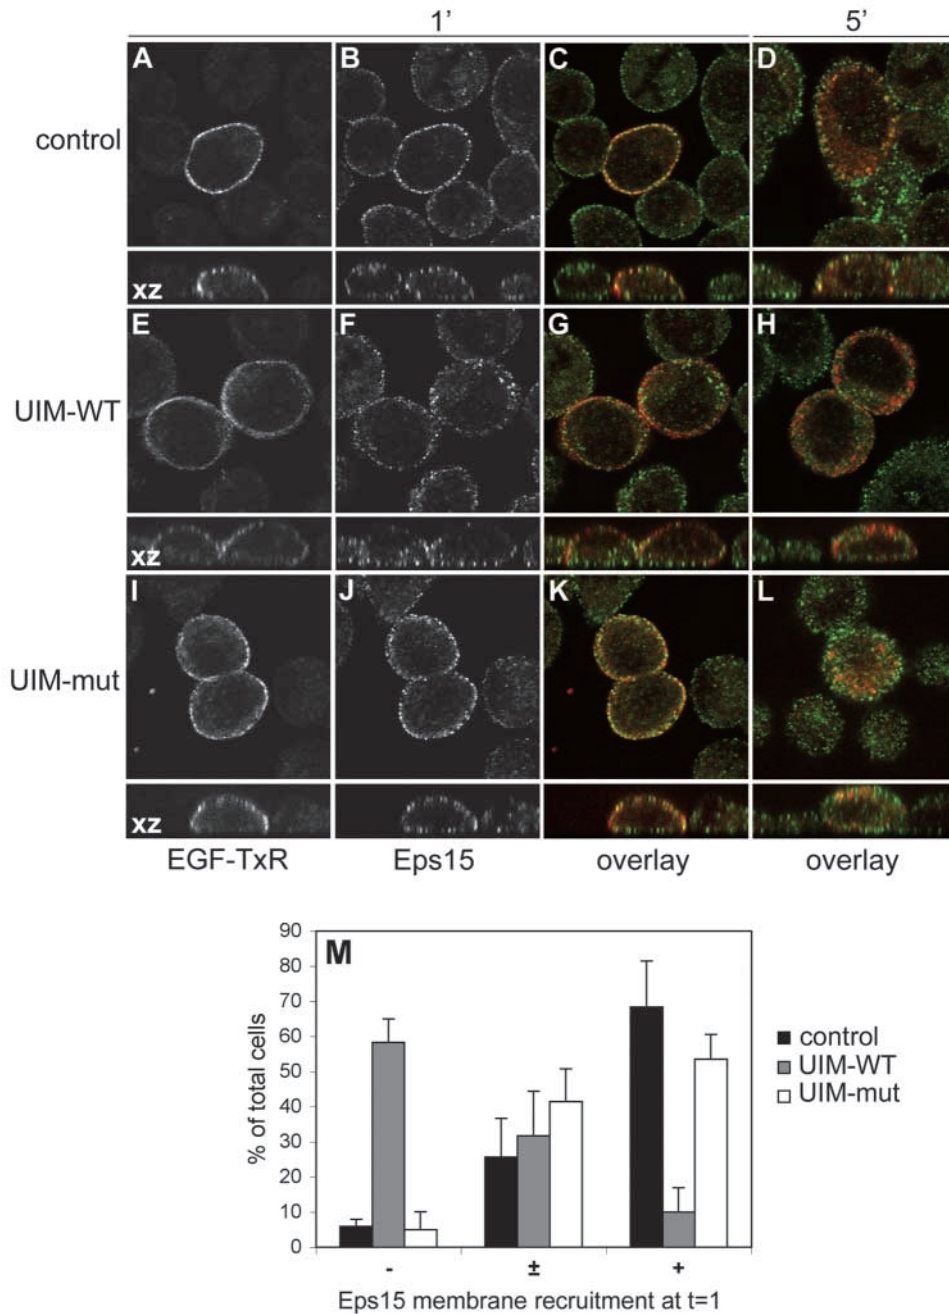 1’ 5’
A B C D
control
xz
E F G H
UIM-WT
xz
I J K L
UIM-mut
xz
EGF-TxR Eps15 overlay overlay
M
90
80
70
60
50
40
30
20
10
0
% of total cells
- ± +
Eps15 membrane recruitment at t=1
control
UIM-WT
UIM-mut